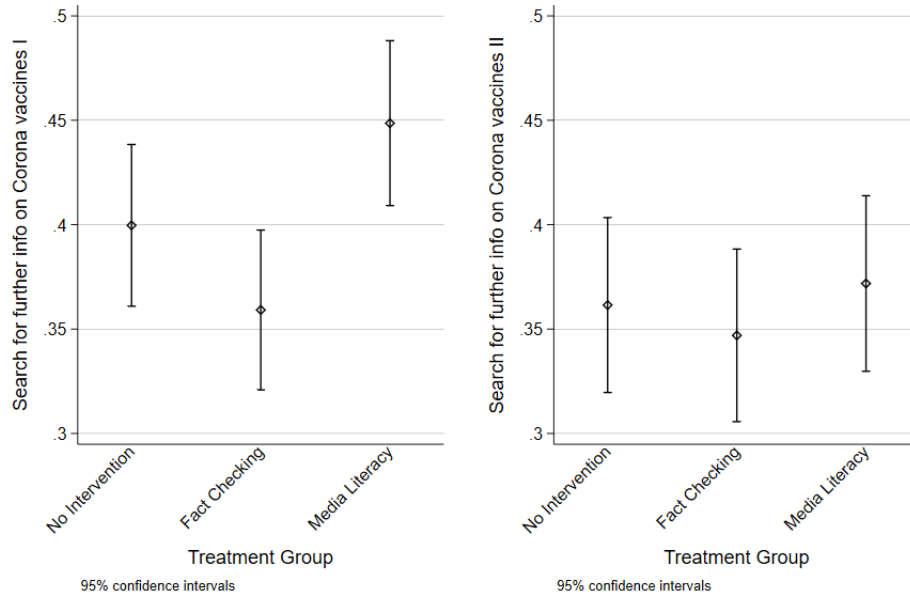 Search for further info on Corona vaccines I
.5
.45
.4
.35
.3
No Intervention
Fact Checking
Media Literacy
Treatment Group
95% confidence intervals
Search for further info on Corona vaccines II
.5
.45
.4
.35
.3
No Intervention
Fact Checking
Media Literacy
Treatment Group
95% confidence intervals